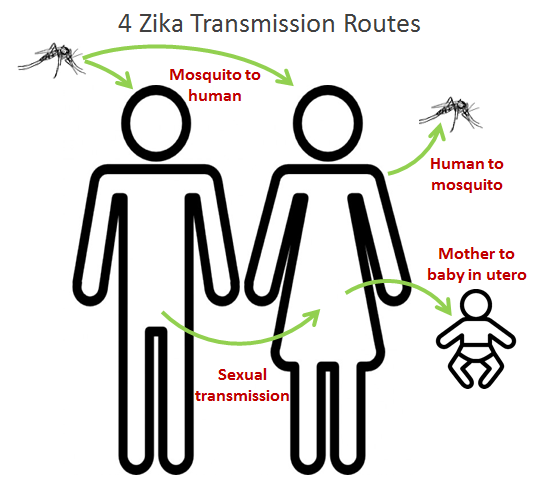 4 Zika Transmission Routes
Mosquito to
human
Human to
mosquito
Mother to
baby in utero
Sexual
transmission